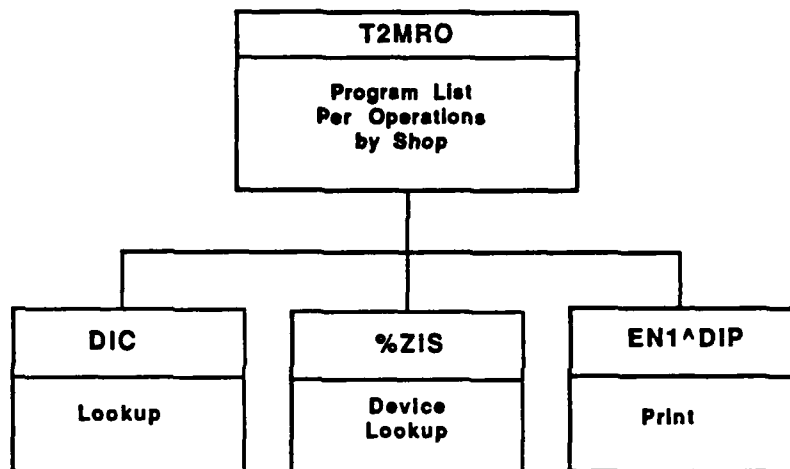 T2MRO
Program List
Per Operations
by Shop
DIC
%ZIS
EN1^DIP
Lookup
Device
Lookup
Print